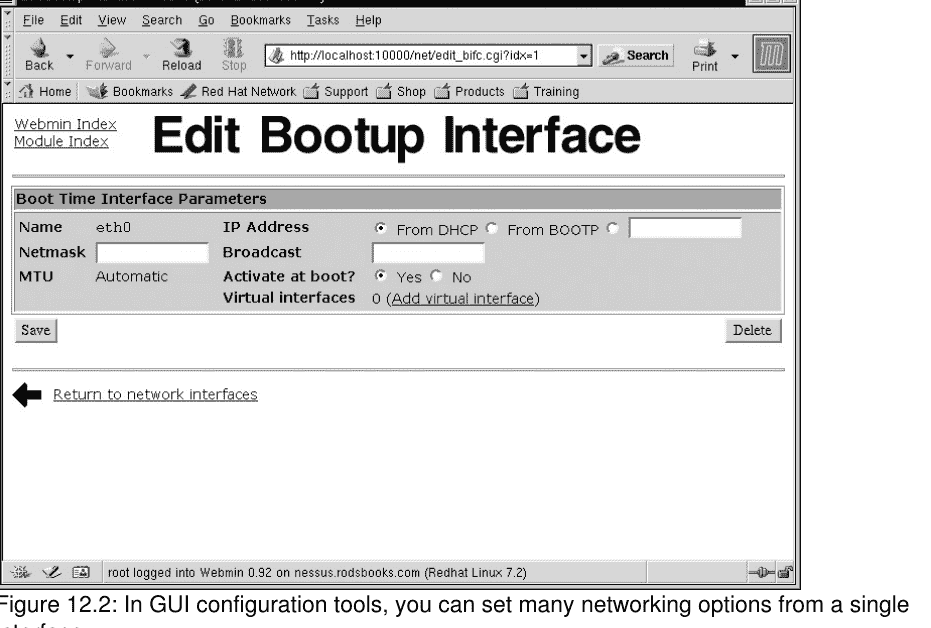 File Edit View Search Go Bookmarks Tasks Help
Back Forward Reload Stop http://localhost:10000/net/edit_bifc.cgi?idx=1 Search Print
Home Bookmarks Red Hat Network Support Shop Products Training
Webmin Index
Module Index
Edit Bootup Interface
Boot Time Interface Parameters
Name eth0 IP Address From DHCP From BOOTP
Netmask Broadcast
MTU Automatic Activate at boot? Yes No
Virtual interfaces 0 (Add virtual interface)
Save Delete
Return to network interfaces
root logged into Webmin 0.92 on nessus.rodsbooks.com (Redhat Linux 7.2)
Figure 12.2: In GUI configuration tools, you can set many networking options from a single